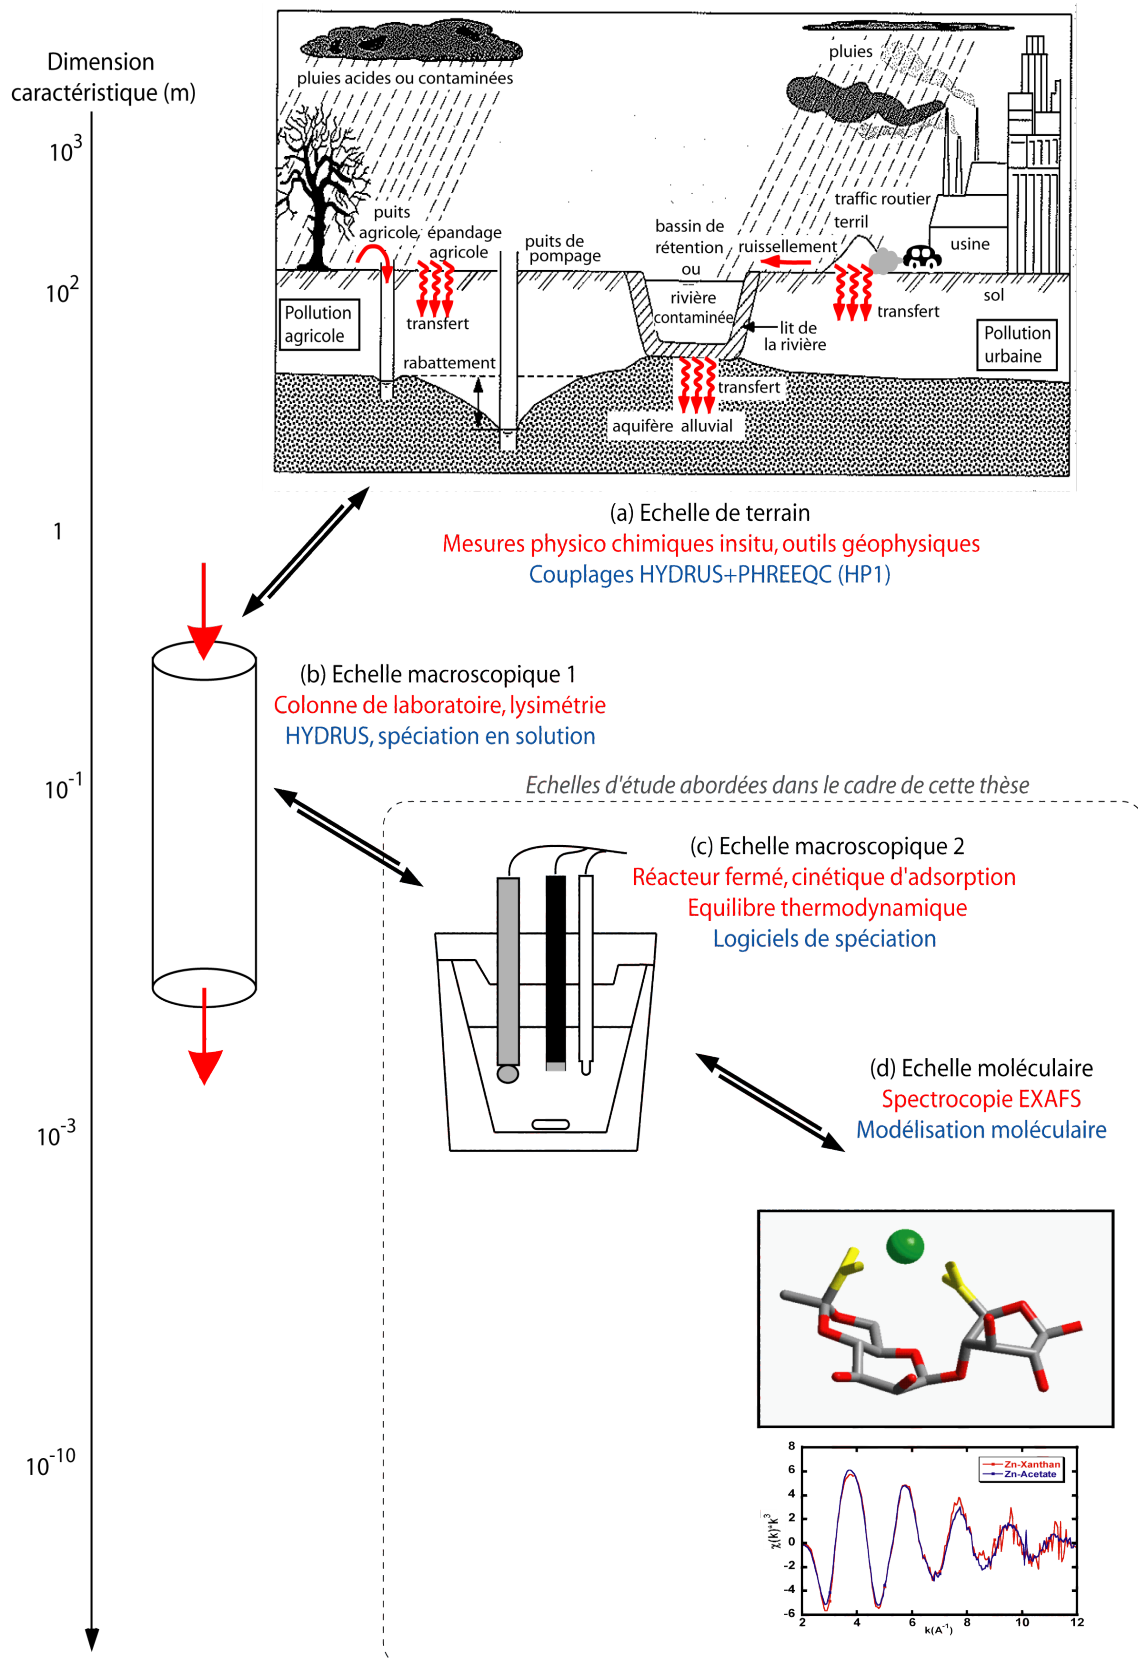 Dimension
caractéristique (m)
10³
10²
1
10⁻¹
10⁻³
10⁻¹⁰
pluies acides ou contaminées
pluies
puits
agricole
épandage
agricole
puits de
pompage
bassin de
rétention
ou
rivière
contaminée
ruissellement
traffic routier
terril
usine
sol
Pollution
agricole
transfert
rabattement
lit de
la rivière
transfert
Pollution
urbaine
transfert
aquifère alluvial
(a) Echelle de terrain
Mesures physico chimiques insitu, outils géophysiques
Couplages HYDRUS+PHREEQC (HP1)
(b) Echelle macroscopique 1
Colonne de laboratoire, lysimétrie
HYDRUS, spéciation en solution
Echelles d'étude abordées dans le cadre de cette thèse
(c) Echelle macroscopique 2
Réacteur fermé, cinétique d'adsorption
Equilibre thermodynamique
Logiciels de spéciation
(d) Echelle moléculaire
Spectrocopie EXAFS
Modélisation moléculaire
Zn-Xanthan
Zn-Acetate
χ(k)*k³
8
6
4
2
0
-2
-4
-6
2 4 6 8 10 12
k(A⁻¹)